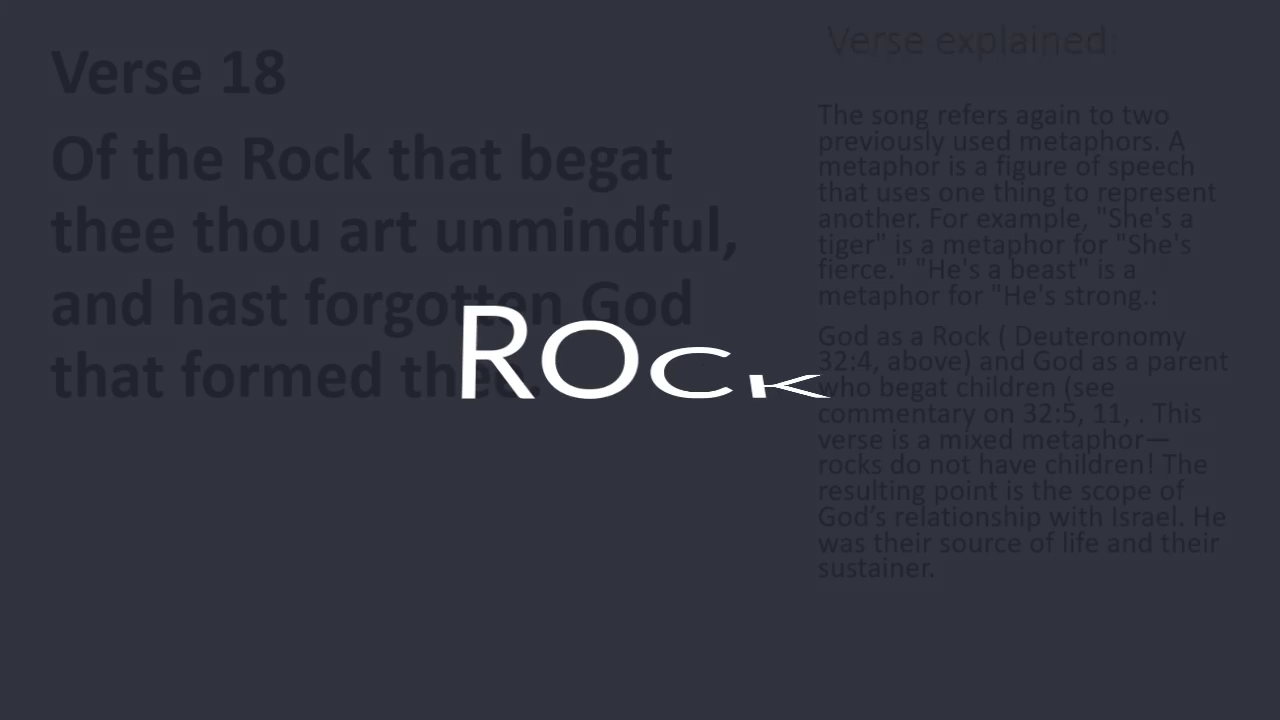 Verse 18
Of the Rock that begat
thee thou art unmindful,
and hast forgotten God
that formed thee.
Rock
Verse explained
The song refers again to two
previously used metaphors. A
metaphor is a figure of speech
that uses one thing to represent
another. For example, "She's a
tiger" is a metaphor for "She's
fierce." "He's a beast" is a
metaphor for "He's strong.:
God as a Rock ( Deuteronomy
32:4, above) and God as a parent
who begat children (see
commentary on 32:5, 11, . This
verse is a mixed metaphor—
rocks do not have children! The
resulting point is the scope of
God’s relationship with Israel. He
was their source of life and their
sustainer.